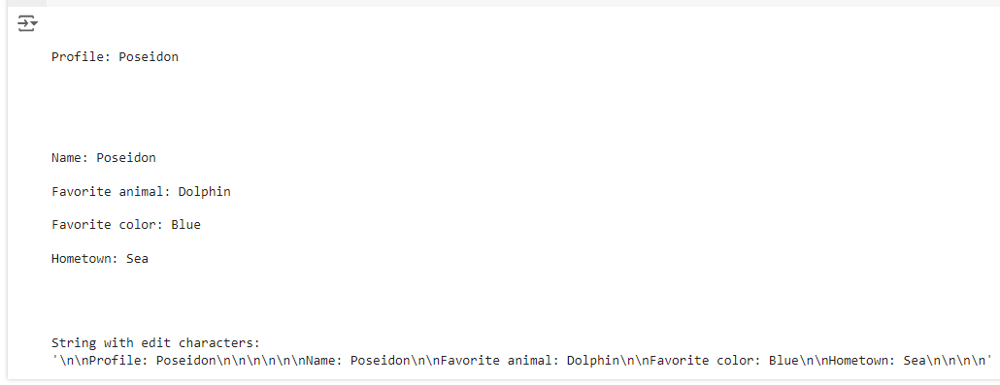 Profile: Poseidon
Name: Poseidon
Favorite animal: Dolphin
Favorite color: Blue
Hometown: Sea
String with edit characters:
'\n\nProfile: Poseidon\n\n\n\n\n\nName: Poseidon\n\nFavorite animal: Dolphin\n\nFavorite color: Blue\n\nHometown: Sea\n\n\n\n'